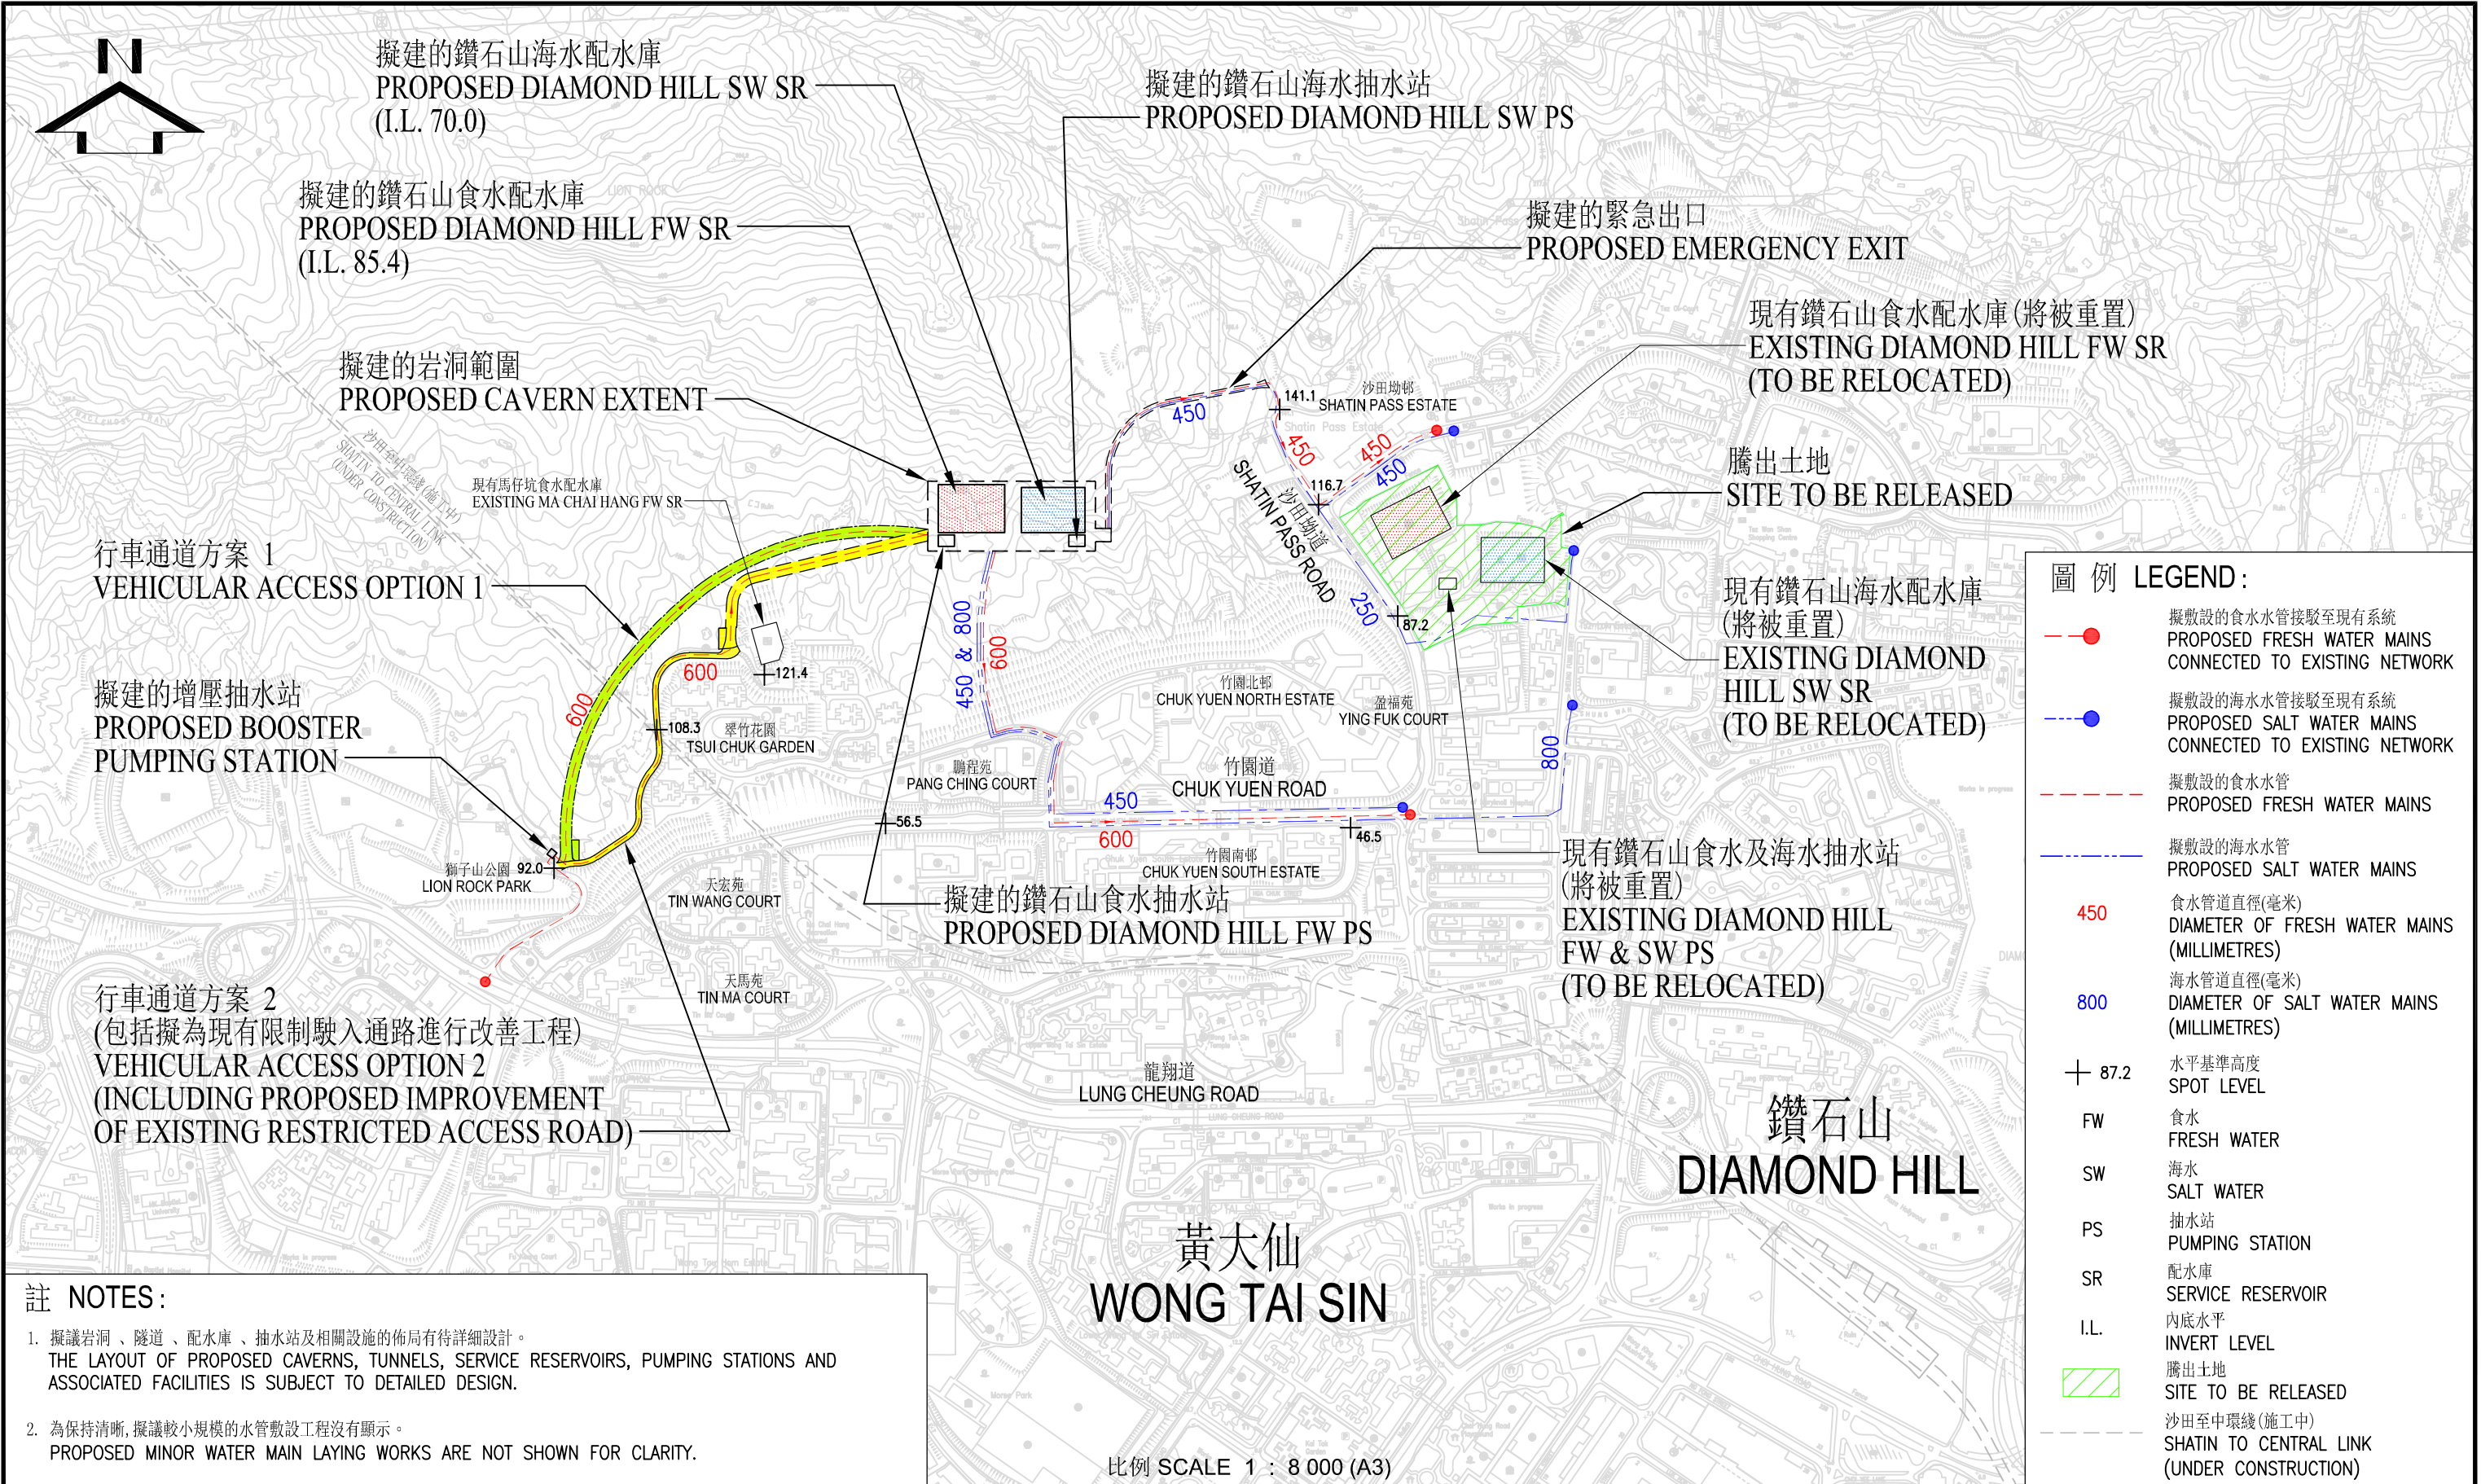 N
擬建的鑽石山海水配水庫
PROPOSED DIAMOND HILL SW SR
(I.L. 70.0)
擬建的鑽石山海水抽水站
PROPOSED DIAMOND HILL SW PS
擬建的鑽石山食水配水庫
PROPOSED DIAMOND HILL FW SR
(I.L. 85.4)
LION ROCK
擬建的緊急出口
PROPOSED EMERGENCY EXIT
現有鑽石山食水配水庫(將被重置)
EXISTING DIAMOND HILL FW SR
(TO BE RELOCATED)
擬建的岩洞範圍
PROPOSED CAVERN EXTENT
沙田至中環綫(施工中)
SHATIN TO CENTRAL LINK
(UNDER CONSTRUCTION)
現有馬仔坑食水配水庫
EXISTING MA CHAI HANG FW SR
450
141.1
沙田坳邨
SHATIN PASS ESTATE
Shatin Pass Estate
450
450
450
116.7
沙田坳道
SHATIN PASS ROAD
騰出土地
SITE TO BE RELEASED
行車通道方案 1
VEHICULAR ACCESS OPTION 1
250
87.2
現有鑽石山海水配水庫
(將被重置)
EXISTING DIAMOND
HILL SW SR
(TO BE RELOCATED)
擬建的增壓抽水站
PROPOSED BOOSTER
PUMPING STATION
600
600
121.4
108.3
翠竹花園
TSUI CHUK GARDEN
450 & 800
600
竹園北邨
CHUK YUEN NORTH ESTATE
盈福苑
YING FUK COURT
鵬程苑
PANG CHING COURT
竹園道
CHUK YUEN ROAD
800
450
600
56.5
46.5
竹園南邨
CHUK YUEN SOUTH ESTATE
獅子山公園
LION ROCK PARK
92.0
天宏苑
TIN WANG COURT
擬建的鑽石山食水抽水站
PROPOSED DIAMOND HILL FW PS
現有鑽石山食水及海水抽水站
(將被重置)
EXISTING DIAMOND HILL
FW & SW PS
(TO BE RELOCATED)
天馬苑
TIN MA COURT
行車通道方案 2
(包括擬為現有限制駛入通路進行改善工程)
VEHICULAR ACCESS OPTION 2
(INCLUDING PROPOSED IMPROVEMENT
OF EXISTING RESTRICTED ACCESS ROAD)
龍翔道
LUNG CHEUNG ROAD
鑽石山
DIAMOND HILL
黃大仙
WONG TAI SIN
圖 例 LEGEND :
擬敷設的食水水管接駁至現有系統
PROPOSED FRESH WATER MAINS
CONNECTED TO EXISTING NETWORK
擬敷設的海水水管接駁至現有系統
PROPOSED SALT WATER MAINS
CONNECTED TO EXISTING NETWORK
擬敷設的食水水管
PROPOSED FRESH WATER MAINS
擬敷設的海水水管
PROPOSED SALT WATER MAINS
450
食水管道直徑(毫米)
DIAMETER OF FRESH WATER MAINS
(MILLIMETRES)
800
海水管道直徑(毫米)
DIAMETER OF SALT WATER MAINS
(MILLIMETRES)
87.2
水平基準高度
SPOT LEVEL
FW
食水
FRESH WATER
SW
海水
SALT WATER
PS
抽水站
PUMPING STATION
SR
配水庫
SERVICE RESERVOIR
I.L.
內底水平
INVERT LEVEL
騰出土地
SITE TO BE RELEASED
沙田至中環綫(施工中)
SHATIN TO CENTRAL LINK
(UNDER CONSTRUCTION)
註 NOTES :
1. 擬議岩洞、隧道、配水庫、抽水站及相關設施的佈局有待詳細設計。
THE LAYOUT OF PROPOSED CAVERNS, TUNNELS, SERVICE RESERVOIRS, PUMPING STATIONS AND
ASSOCIATED FACILITIES IS SUBJECT TO DETAILED DESIGN.
2. 為保持清晰,擬議較小規模的水管敷設工程沒有顯示。
PROPOSED MINOR WATER MAIN LAYING WORKS ARE NOT SHOWN FOR CLARITY.
比例 SCALE 1 : 8 000 (A3)